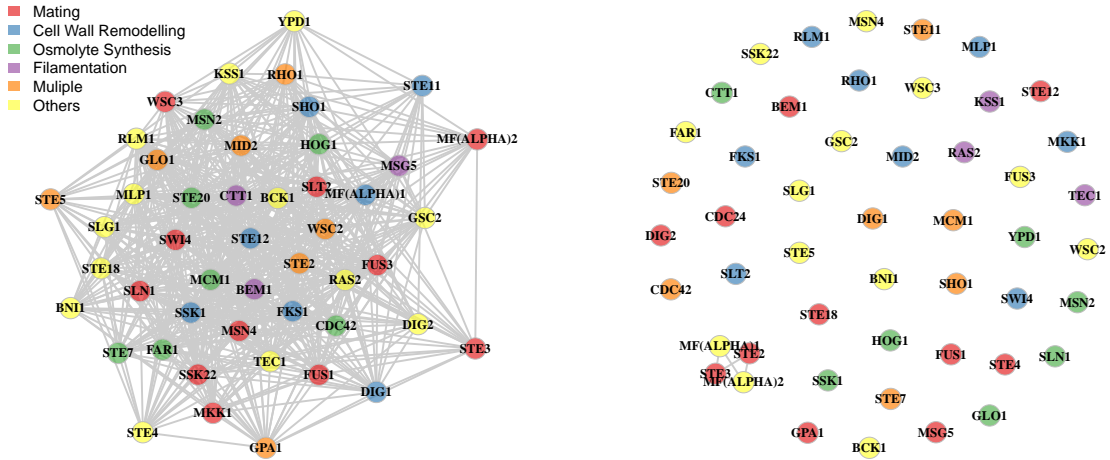 Mating
Cell Wall Remodelling
Osmolyte Synthesis
Filamentation
Muliple
Others
YPD1
KSS1
RHO1
STE11
WSC3
SHO1
MSN2
RLM1
MID2
HOG1
MF(ALPHA)2
GLO1
MSG5
STE5
MLP1
STE20
CTT1
BCK1
SLT2
MF(ALPHA)1
SLG1
SWI4
STE12
WSC2
GSC2
STE18
MCM1
STE2
FUS3
SLN1
BEM1
RAS2
BNI1
SSK1
FKS1
CDC42
DIG2
MSN4
STE7
FAR1
TEC1
STE3
SSK22
FUS1
DIG1
MKK1
STE4
GPA1
MSN4
STE11
RLM1
MLP1
SSK22
RHO1
WSC3
CTT1
BEM1
KSS1
STE12
FAR1
GSC2
MKK1
FKS1
MID2
RAS2
STE20
SLG1
FUS3
TEC1
CDC24
DIG1
MCM1
DIG2
YPD1
STE5
WSC2
SLT2
BNI1
CDC42
SHO1
SWI4
MSN2
STE18
MF(ALPHA)1
STE2
HOG1
FUS1
STE4
SLN1
STE3
MF(ALPHA)2
SSK1
STE7
GLO1
GPA1
MSG5
BCK1